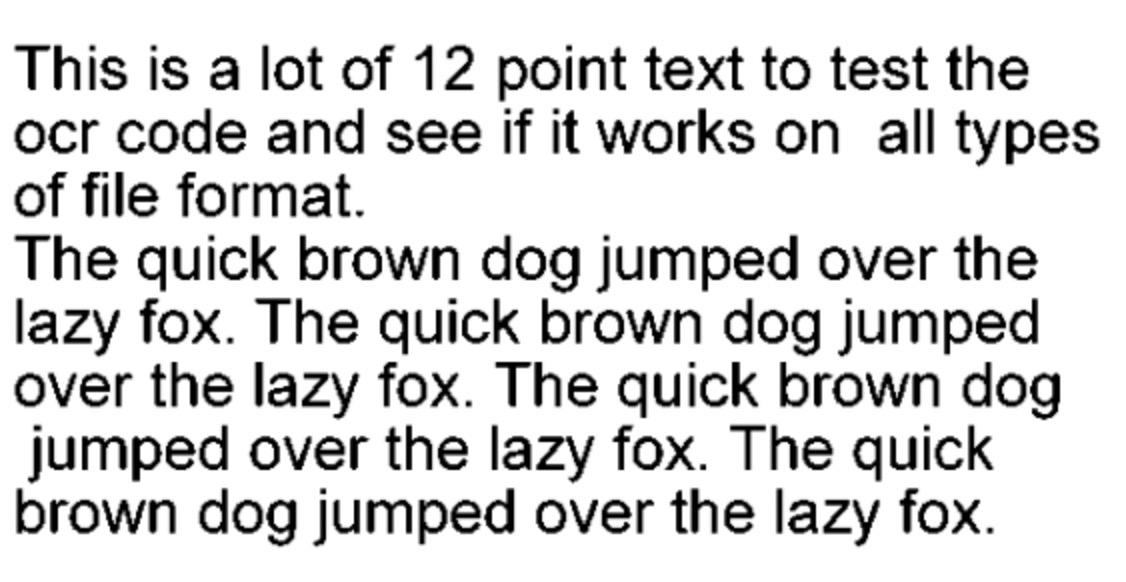 This is a lot of 12 point text to test the
ocr code and see if it works on  all types
of file format.
The quick brown dog jumped over the
lazy fox. The quick brown dog jumped
over the lazy fox. The quick brown dog
 jumped over the lazy fox. The quick
brown dog jumped over the lazy fox.